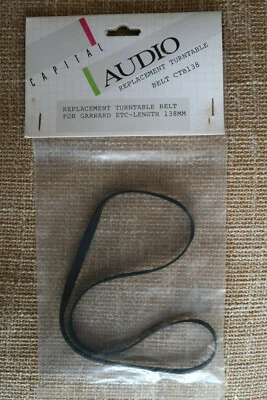 CAPITAL
AUDIO
REPLACEMENT TURNTABLE
BELT CTB138
REPLACEMENT TURNTABLE BELT
FOR GARRARD ETC-LENGTH 138MM